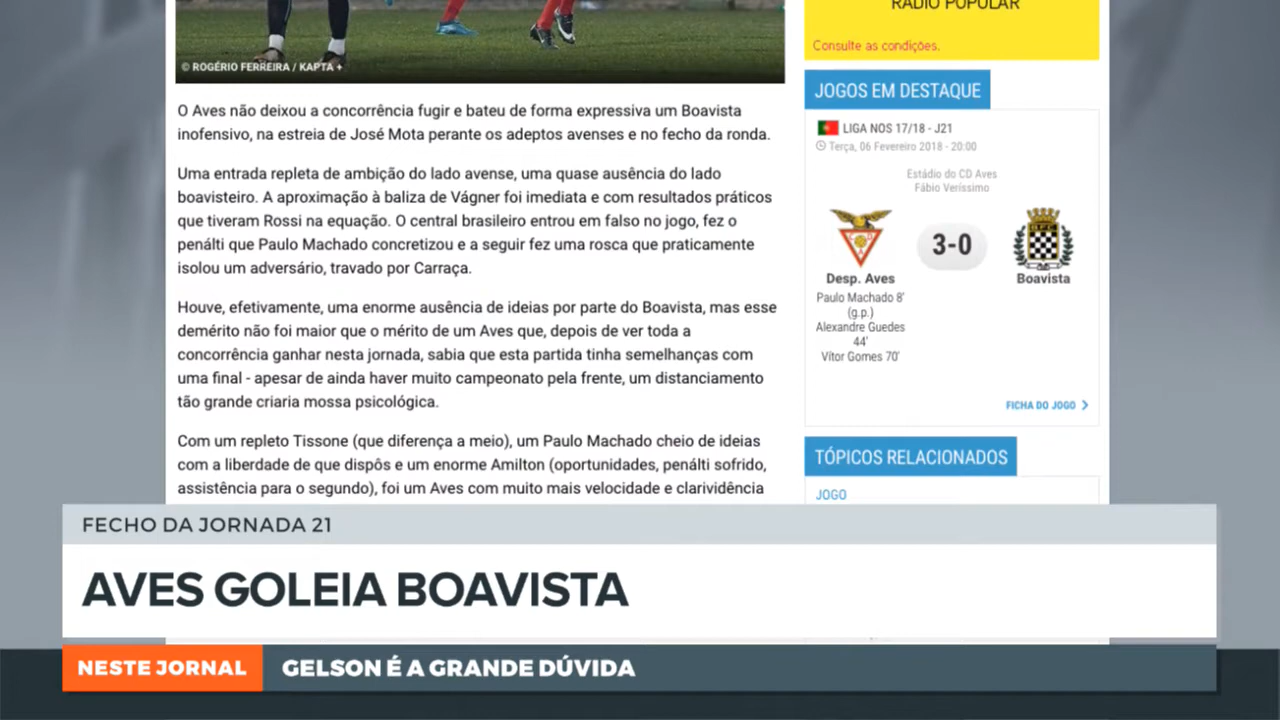 © ROGÉRIO FERREIRA / KAPTA +
O Aves não deixou a concorrência fugir e bateu de forma expressiva um Boavista
inofensivo, na estreia de José Mota perante os adeptos avenses e no fecho da ronda.
Uma entrada repleta de ambição do lado avense, uma quase ausência do lado
boavisteiro. A aproximação à baliza de Vágner foi imediata e com resultados práticos
que tiveram Rossi na equação. O central brasileiro entrou em falso no jogo, fez o
penálti que Paulo Machado concretizou e a seguir fez uma rosca que praticamente
isolou um adversário, travado por Carraça.
Houve, efetivamente, uma enorme ausência de ideias por parte do Boavista, mas esse
demérito não foi maior que o mérito de um Aves que, depois de ver toda a
concorrência ganhar nesta jornada, sabia que esta partida tinha semelhanças com
uma final - apesar de ainda haver muito campeonato pela frente, um distanciamento
tão grande criaria mossa psicológica.
Com um repleto Tissone (que diferença a meio), um Paulo Machado cheio de ideias
com a liberdade de que dispôs e um enorme Amilton (oportunidades, penálti sofrido,
assistência para o segundo), foi um Aves com muito mais velocidade e clarividência
RÁDIO POPULAR
Consulte as condições.
JOGOS EM DESTAQUE
LIGA NOS 17/18 - J21
Terça, 06 Fevereiro 2018 - 20:00
Estádio do CD Aves
Fábio Veríssimo
3-0
Desp. Aves
Boavista
Paulo Machado 8'
(g.p.)
Alexandre Guedes
44'
Vítor Gomes 70'
FICHA DO JOGO
TÓPICOS RELACIONADOS
JOGO
FECHO DA JORNADA 21
AVES GOLEIA BOAVISTA
NESTE JORNAL
GELSON É A GRANDE DÚVIDA